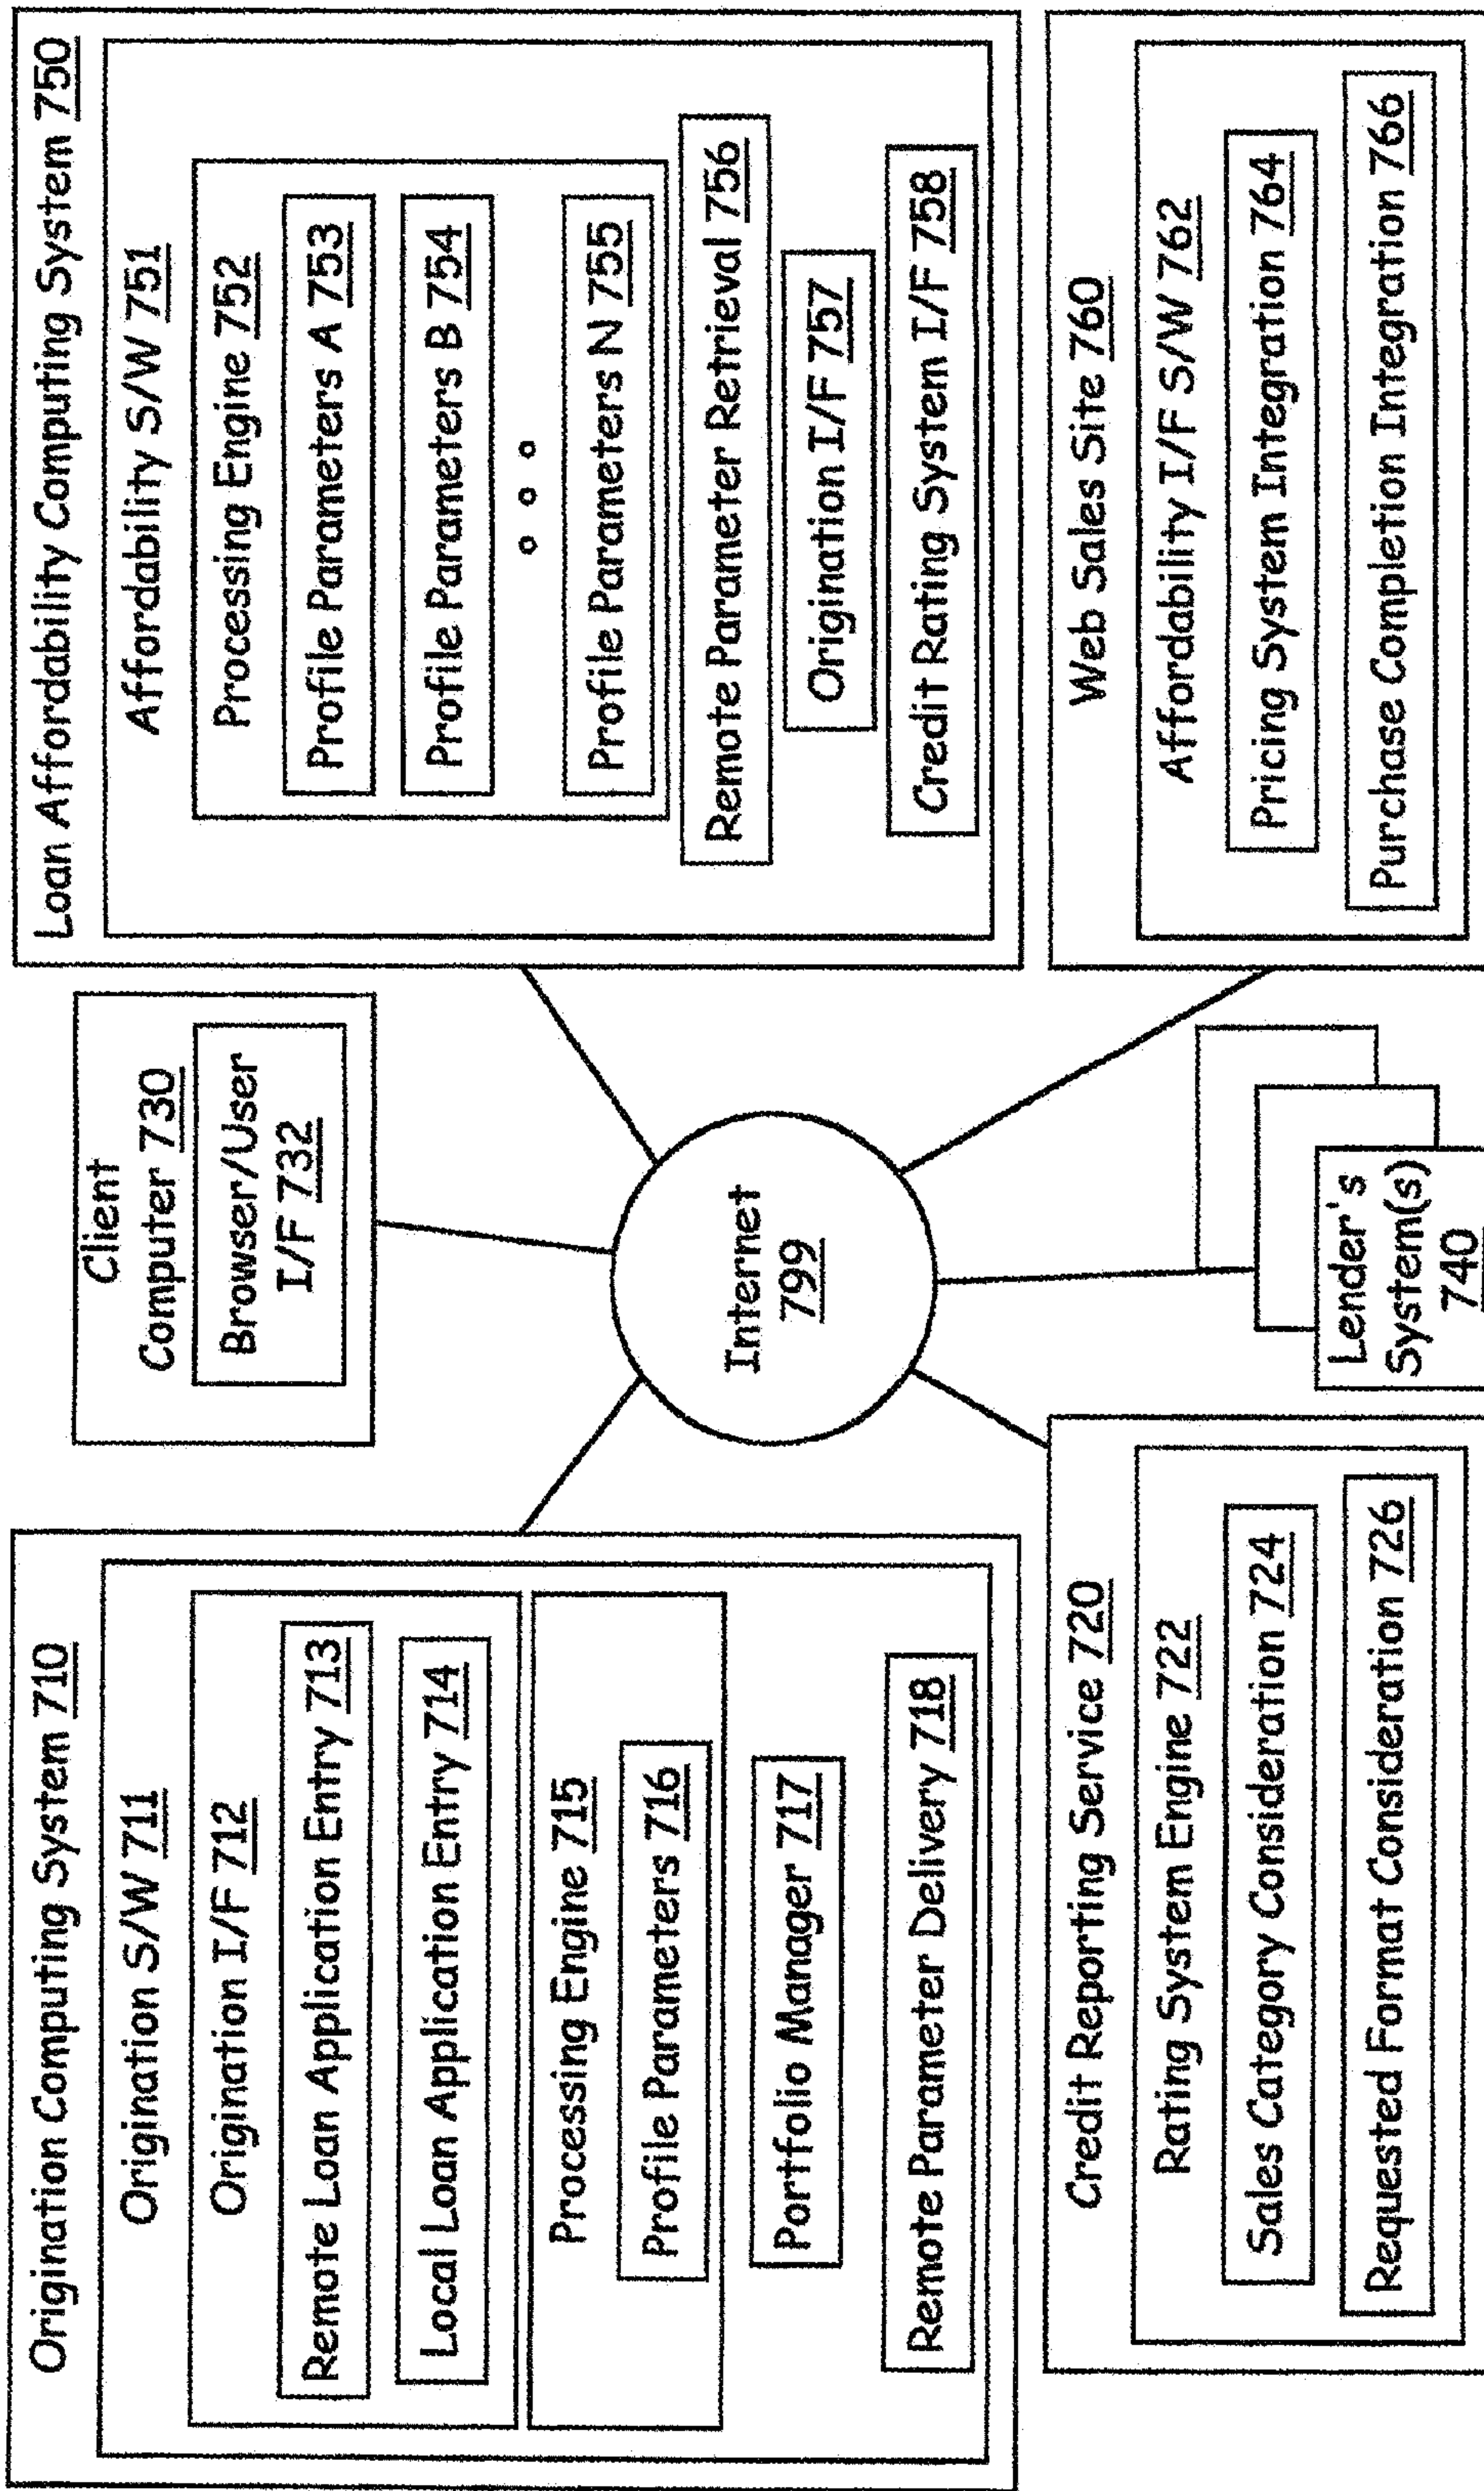 Origination Computing System 710
Origination S/W 711
Origination I/F 712
Remote Loan Application Entry 713
Local Loan Application Entry 714
Processing Engine 715
Profile Parameters 716
Portfolio Manager 717
Remote Parameter Delivery 718
Client
Computer 730
Browser/User
I/F 732
Loan Affordability Computing System 750
Affordability S/W 751
Processing Engine 752
Profile Parameters A 753
Profile Parameters B 754
Profile Parameters N 755
Remote Parameter Retrieval 756
Origination I/F 757
Credit Rating System I/F 758
Internet
799
Credit Reporting Service 720
Rating System Engine 722
Sales Category Consideration 724
Requested Format Consideration 726
Lender's
System(s)
740
Web Sales Site 760
Affordability I/F S/W 762
Pricing System Integration 764
Purchase Completion Integration 766